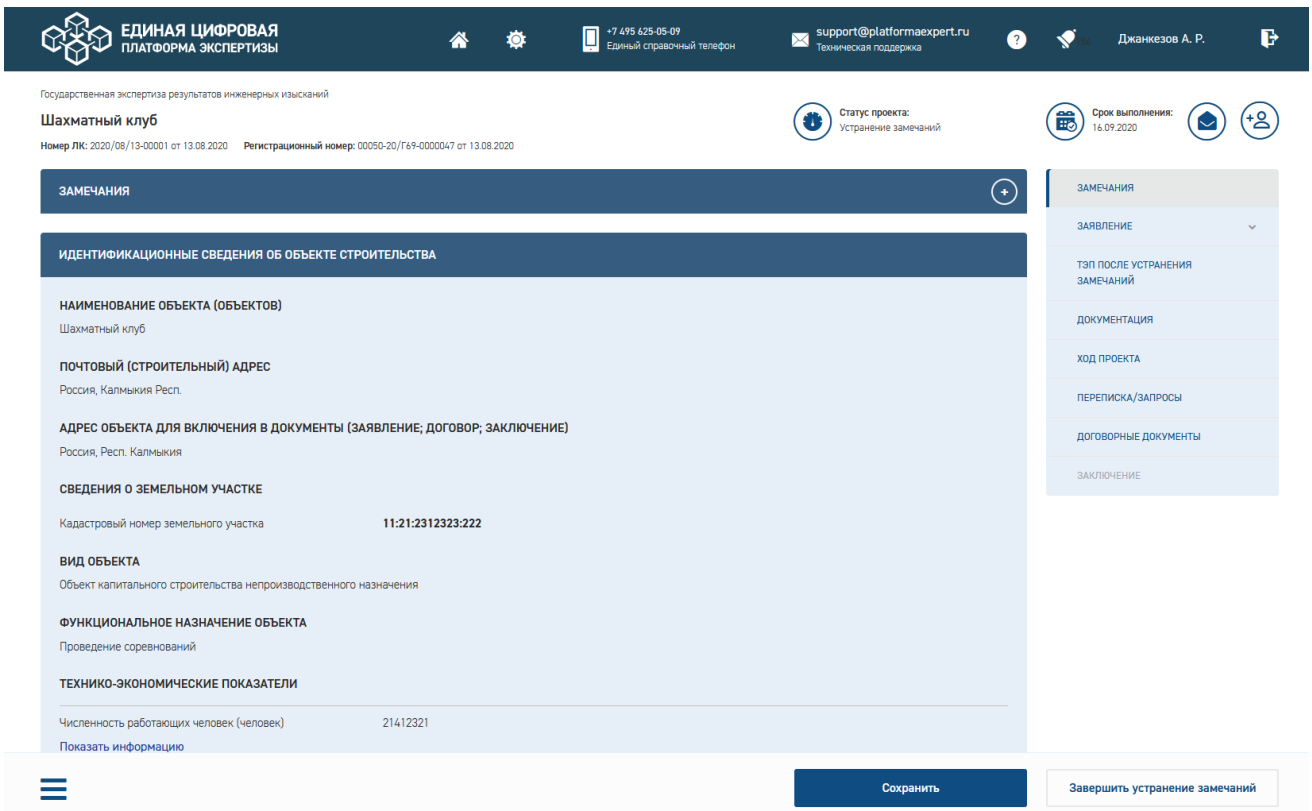 ЕДИНАЯ ЦИФРОВАЯ
ПЛАТФОРМА ЭКСПЕРТИЗЫ
+7 495 625-05-09
Единый справочный телефон
support@platformaexpert.ru
Техническая поддержка
?
Джанкезов А. Р.
Государственная экспертиза результатов инженерных изысканий
Шахматный клуб
Номер ЛК: 2020/08/13-00001 от 13.08.2020 Регистрационный номер: 00050-20/Г69-0000047 от 13.08.2020
Статус проекта:
Устранение замечаний
Срок выполнения:
16.09.2020
ЗАМЕЧАНИЯ
ИДЕНТИФИКАЦИОННЫЕ СВЕДЕНИЯ ОБ ОБЪЕКТЕ СТРОИТЕЛЬСТВА
НАИМЕНОВАНИЕ ОБЪЕКТА (ОБЪЕКТОВ)
Шахматный клуб
ПОЧТОВЫЙ (СТРОИТЕЛЬНЫЙ) АДРЕС
Россия, Калмыкия Респ.
АДРЕС ОБЪЕКТА ДЛЯ ВКЛЮЧЕНИЯ В ДОКУМЕНТЫ (ЗАЯВЛЕНИЕ; ДОГОВОР; ЗАКЛЮЧЕНИЕ)
Россия, Респ. Калмыкия
СВЕДЕНИЯ О ЗЕМЕЛЬНОМ УЧАСТКЕ
Кадастровый номер земельного участка 11:21:2312323:222
ВИД ОБЪЕКТА
Объект капитального строительства непроизводственного назначения
ФУНКЦИОНАЛЬНОЕ НАЗНАЧЕНИЕ ОБЪЕКТА
Проведение соревнований
ТЕХНИКО-ЭКОНОМИЧЕСКИЕ ПОКАЗАТЕЛИ
Численность работающих человек (человек) 21412321
Показать информацию
ЗАМЕЧАНИЯ
ЗАЯВЛЕНИЕ
ТЭП ПОСЛЕ УСТРАНЕНИЯ
ЗАМЕЧАНИЙ
ДОКУМЕНТАЦИЯ
ХОД ПРОЕКТА
ПЕРЕПИСКА/ЗАПРОСЫ
ДОГОВОРНЫЕ ДОКУМЕНТЫ
ЗАКЛЮЧЕНИЕ
Сохранить
Завершить устранение замечаний